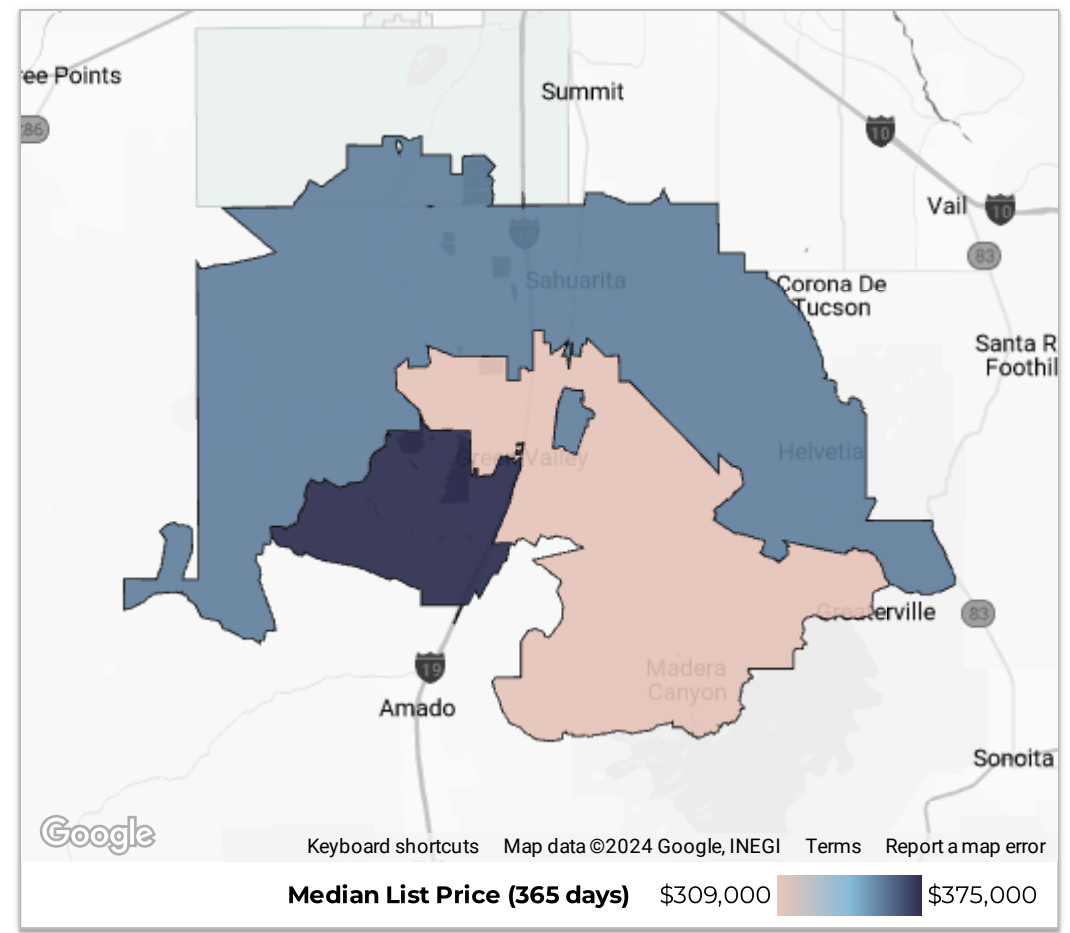 ree Points
Summit
86
10
Vail
10
83
Sahuarita
Corona De
Tucson
Santa R
Foothil
Green Valley
Helvetia
Greaterville
83
19
Madera
Canyon
Amado
Sonoita
Google
Keyboard shortcuts Map data ©2024 Google, INEGI Terms Report a map error
Median List Price (365 days) $309,000 $375,000